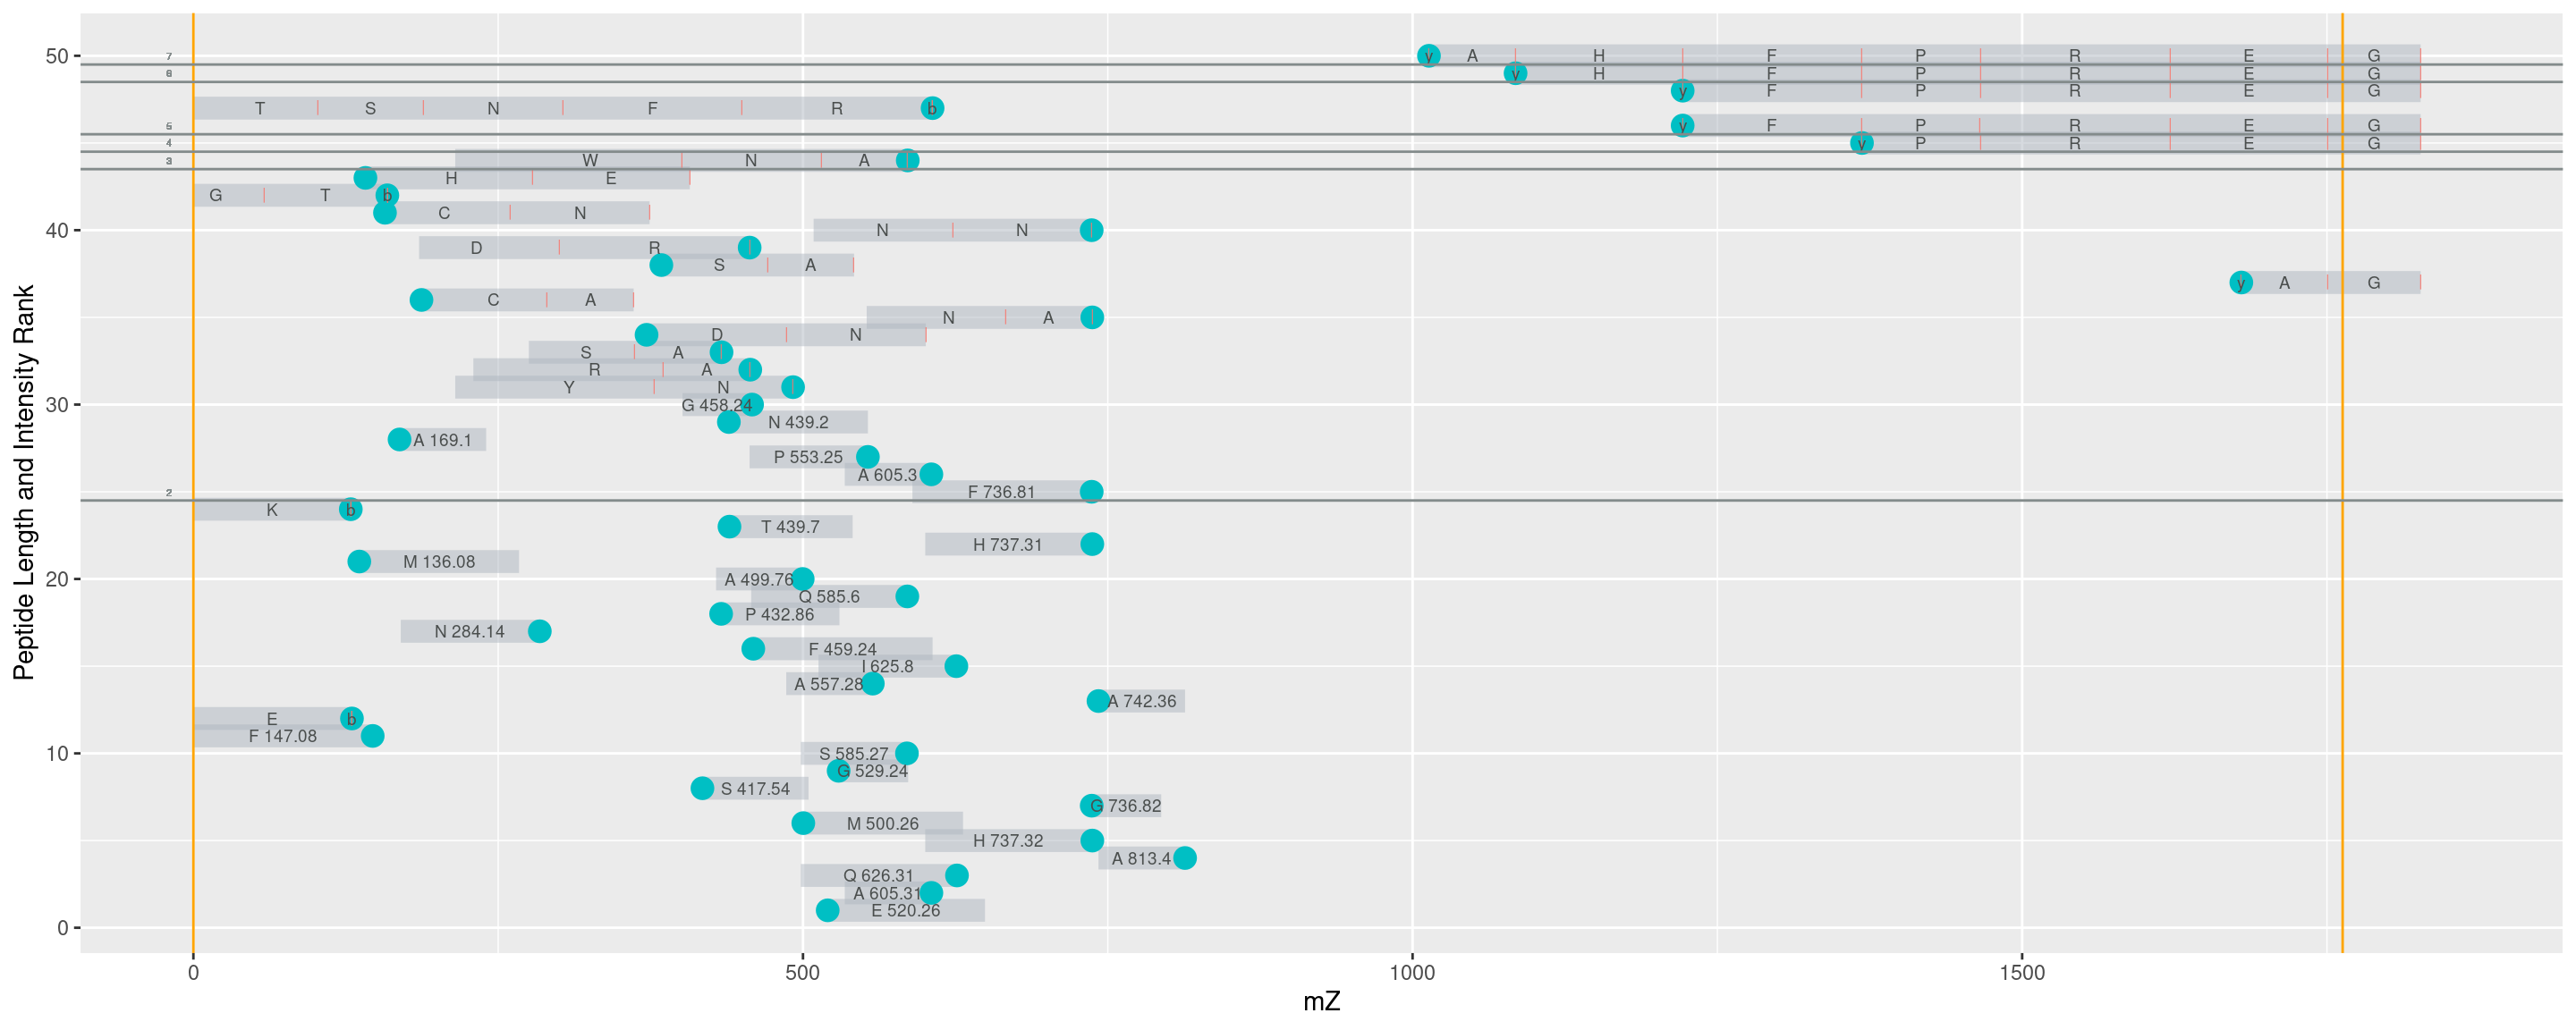 50
7
y A H F P R E G
y H F P R E G
y F P R E G
T S N F R b
y F P R E G
4
y P R E G
W N A
H E
G T b
C N
40
N N
D R
S A
y A G
C A
N A
D N
S A
R A
Y N
30
G 458.24
N 439.2
A 169.1
P 553.25
A 605.3
F 736.81
2
K b
T 439.7
H 737.31
M 136.08
20
A 499.76
Q 585.6
P 432.86
N 284.14
F 459.24
I 625.8
A 557.28
A 742.36
E b
F 147.08
10
S 585.27
G 529.24
S 417.54
G 736.82
M 500.26
H 737.32
A 813.4
Q 626.31
A 605.31
E 520.26
0
0 500 1000 1500
mZ
Peptide Length and Intensity Rank